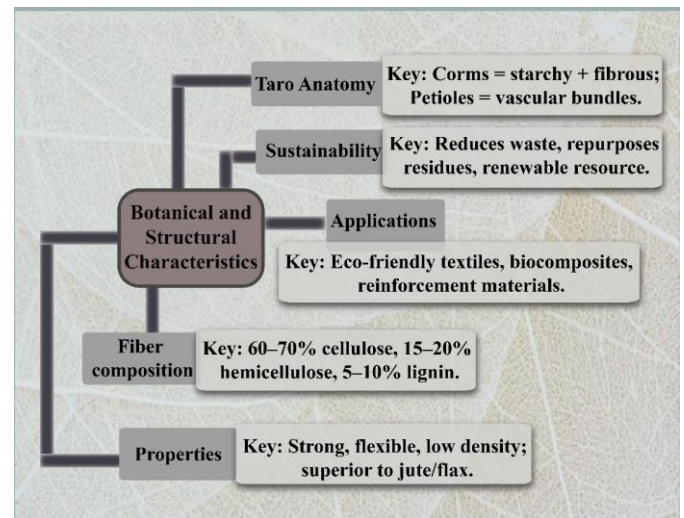 Taro Anatomy
Key: Corms = starchy + fibrous;
Petioles = vascular bundles.
Sustainability
Key: Reduces waste, repurposes
residues, renewable resource.
Botanical and
Structural
Characteristics
Applications
Key: Eco-friendly textiles, biocomposites,
reinforcement materials.
Fiber
composition
Key: 60–70% cellulose, 15–20%
hemicellulose, 5–10% lignin.
Properties
Key: Strong, flexible, low density;
superior to jute/flax.